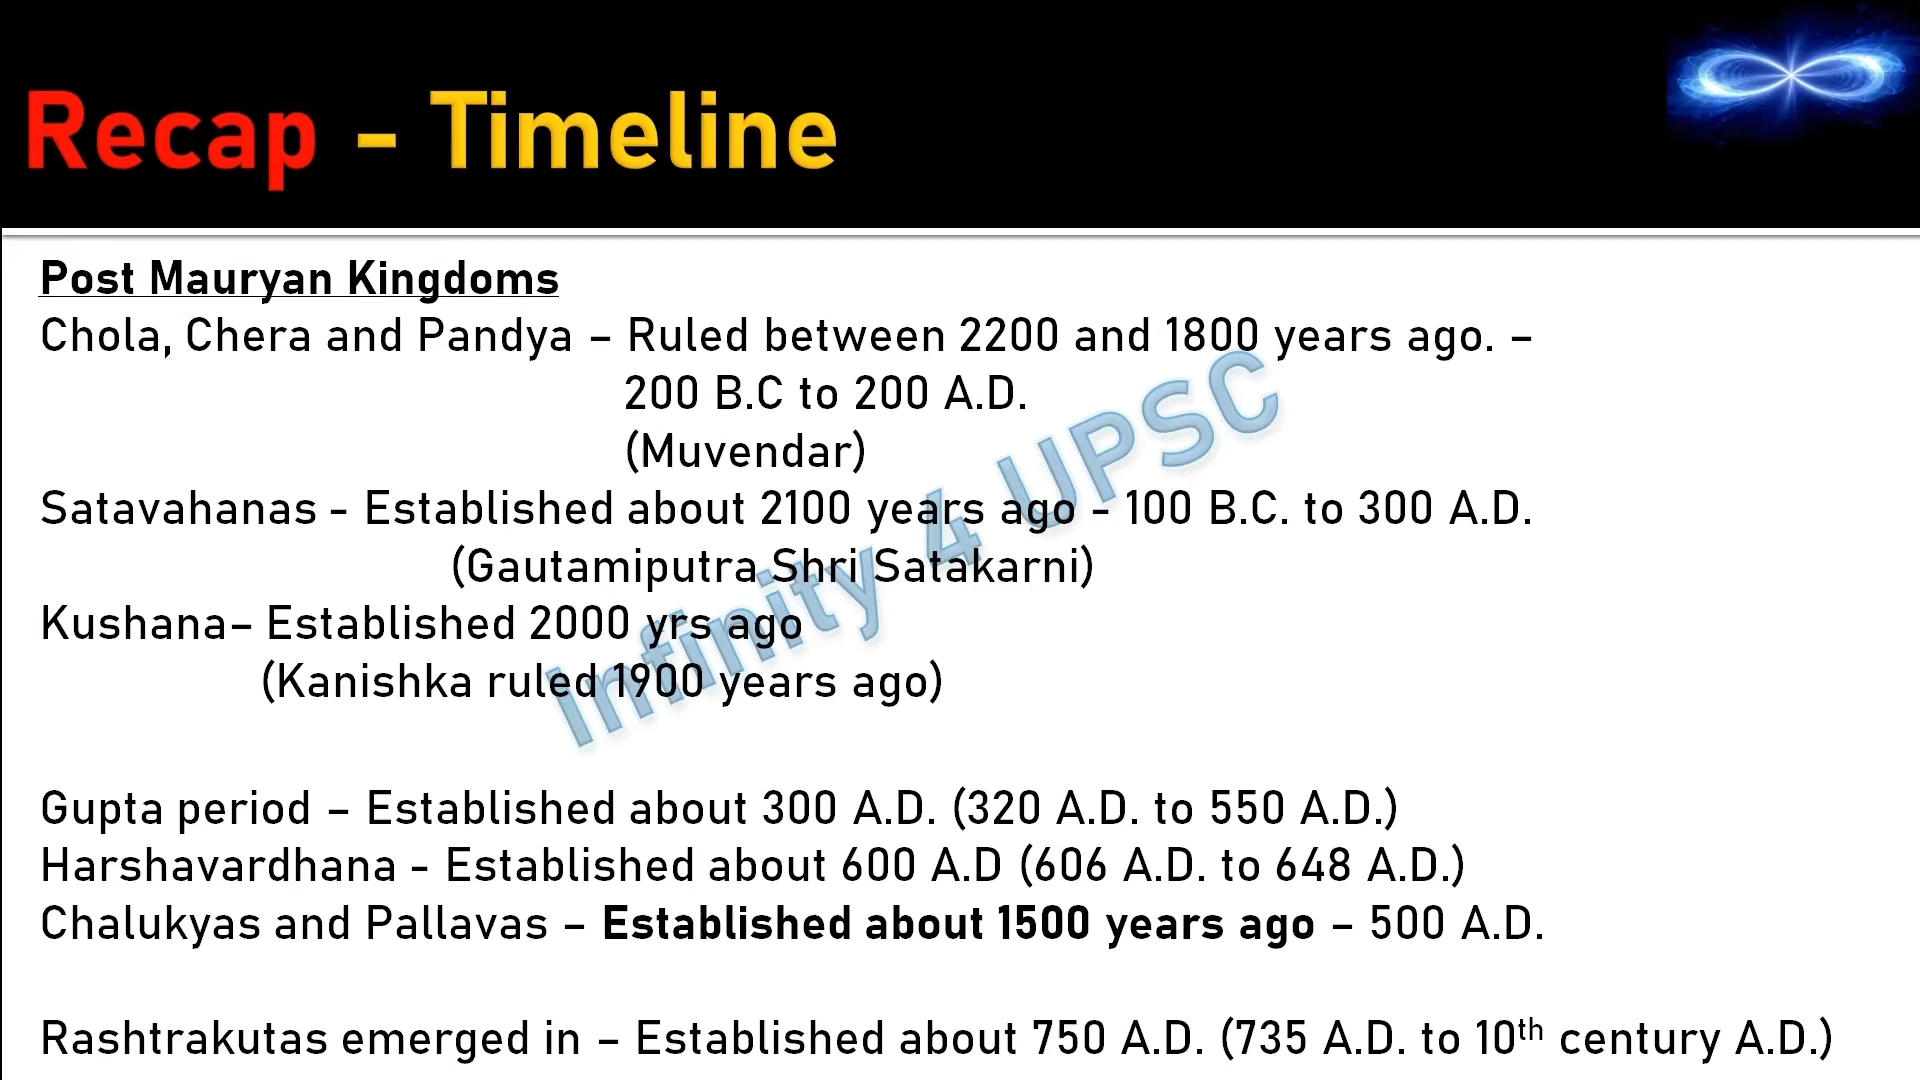 Recap - Timeline
Post Mauryan Kingdoms
Chola, Chera and Pandya – Ruled between 2200 and 1800 years ago. –
200 B.C to 200 A.D.
(Muvendar)
Satavahanas - Established about 2100 years ago - 100 B.C. to 300 A.D.
(Gautamiputra Shri Satakarni)
Kushana– Established 2000 yrs ago
(Kanishka ruled 1900 years ago)
Infinity 4 UPSC
Gupta period – Established about 300 A.D. (320 A.D. to 550 A.D.)
Harshavardhana - Established about 600 A.D (606 A.D. to 648 A.D.)
Chalukyas and Pallavas – Established about 1500 years ago – 500 A.D.
Rashtrakutas emerged in – Established about 750 A.D. (735 A.D. to 10th century A.D.)